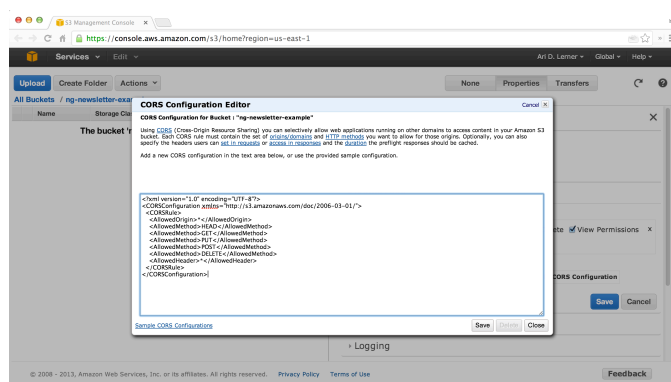 S3 Management Console
https://console.aws.amazon.com/s3/home?region=us-east-1
Services Edit Ari D. Lerner Global Help
Upload Create Folder Actions None Properties Transfers
All Buckets / ng-newsletter-exa
Name Storage Cla
The bucket 'n
CORS Configuration Editor Cancel
CORS Configuration for Bucket : "ng-newsletter-example"
Using CORS (Cross-Origin Resource Sharing) you can selectively allow web applications running on other domains to access content in your Amazon S3
bucket. Each CORS rule must contain the set of origins/domains and HTTP methods you want to allow for those origins. Optionally, you can also
specify the headers users can set in requests or access in responses and the duration the preflight responses should be cached.
Add a new CORS configuration in the text area below, or use the provided sample configuration.
<?xml version="1.0" encoding="UTF-8"?>
<CORSConfiguration xmlns="http://s3.amazonaws.com/doc/2006-03-01/">
<CORSRule>
<AllowedOrigin>*</AllowedOrigin>
<AllowedMethod>HEAD</AllowedMethod>
<AllowedMethod>GET</AllowedMethod>
<AllowedMethod>PUT</AllowedMethod>
<AllowedMethod>POST</AllowedMethod>
<AllowedMethod>DELETE</AllowedMethod>
<AllowedHeader>*</AllowedHeader>
</CORSRule>
</CORSConfiguration>
Sample CORS Configurations Save Delete Close
ete View Permissions x
CORS Configuration
Save Cancel
Logging
© 2008 - 2013, Amazon Web Services, Inc. or its affiliates. All rights reserved. Privacy Policy Terms of Use Feedback